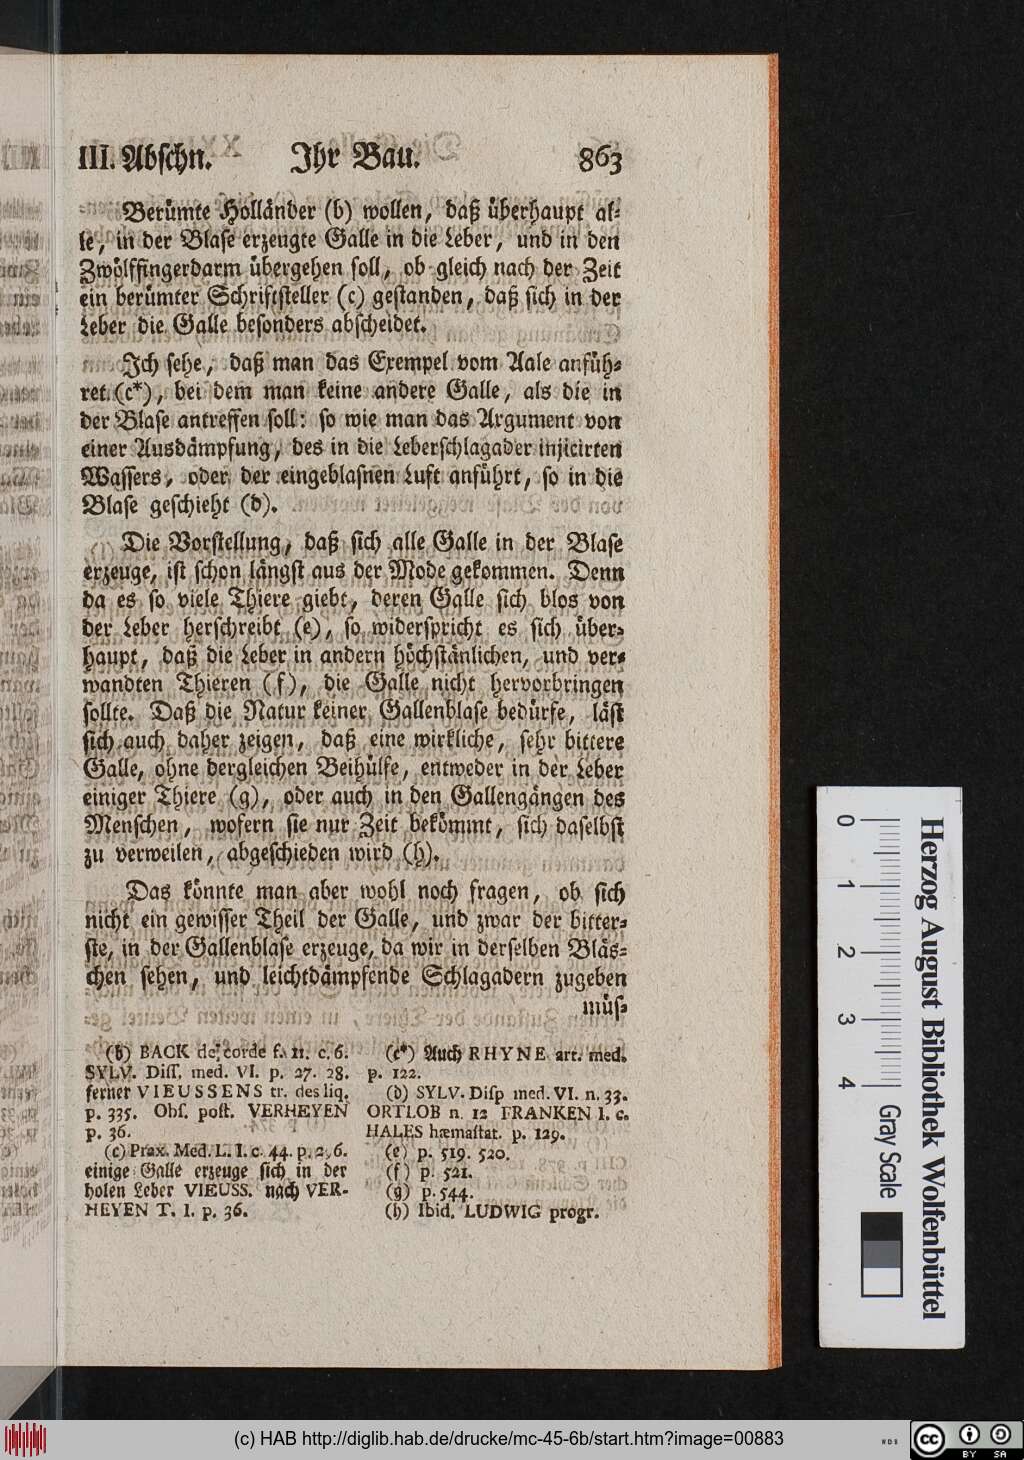 III. Abschn. Ihr Bau. 863
Berümte Holländer (b) wollen, daß überhaupt al-
le, in der Blase erzeugte Galle in die Leber, und in den
Zwölffingerdarm übergehen soll, ob gleich nach der Zeit
ein berümter Schriftsteller (c) gestanden, daß sich in der
Leber die Galle besonders abscheidet.
Ich sehe, daß man das Exempel vom Aale anfüh-
ret (c*), bei dem man keine andere Galle, als die in
der Blase antreffen soll: so wie man das Argument von
einer Ausdämpfung, des in die Leberschlagader injicirten
Wassers, oder der eingeblasnen Luft anführt, so in die
Blase geschieht (d).
Die Vorstellung, daß sich alle Galle in der Blase
erzeuge, ist schon längst aus der Mode gekommen. Denn
da es so viele Thiere giebt, deren Galle sich blos von
der Leber herschreibt (e), so widerspricht es sich über-
haupt, daß die Leber in andern höchstänlichen, und ver-
wandten Thieren (f), die Galle nicht hervorbringen
sollte. Daß die Natur keiner Gallenblase bedürfe, läst
sich auch daher zeigen, daß eine wirkliche, sehr bittere
Galle, ohne dergleichen Beihülfe, entweder in der Leber
einiger Thiere (g), oder auch in den Gallengängen des
Menschen, wofern sie nur Zeit bekömmt, sich daselbst
zu verweilen, abgeschieden wird (h).
Das könnte man aber wohl noch fragen, ob sich
nicht ein gewisser Theil der Galle, und zwar der bitter-
ste, in der Gallenblase erzeuge, da wir in derselben Bläs-
chen sehen, und leichtdämpfende Schlagadern zugeben
müs-
(b) BACK de corde f. 11. c. 6.
SYLV. Diss. med. VI. p. 27. 28.
ferner VIEUSSENS tr. des liq.
p. 335. Obs. post. VERHEYEN
p. 36.
(c) Prax. Med. L. I. c. 44. p. 2,6.
einige Galle erzeuge sich in der
holen Leber VIEUSS. nach VER-
HEYEN T. I. p. 36.
(c*) Auch RHYNE art. med.
p. 122.
(d) SYLV. Disp med. VI. n. 33.
ORTLOB n. 12 FRANKEN I. c.
HALES hæmastat. p. 129.
(e) p. 519. 520.
(f) p. 521.
(g) p. 544.
(h) Ibid. LUDWIG progr.
0 1 2 3 4
Gray Scale
Herzog August Bibliothek Wolfenbüttel
(c) HAB http://diglib.hab.de/drucke/mc-45-6b/start.htm?image=00883
cc
BY SA